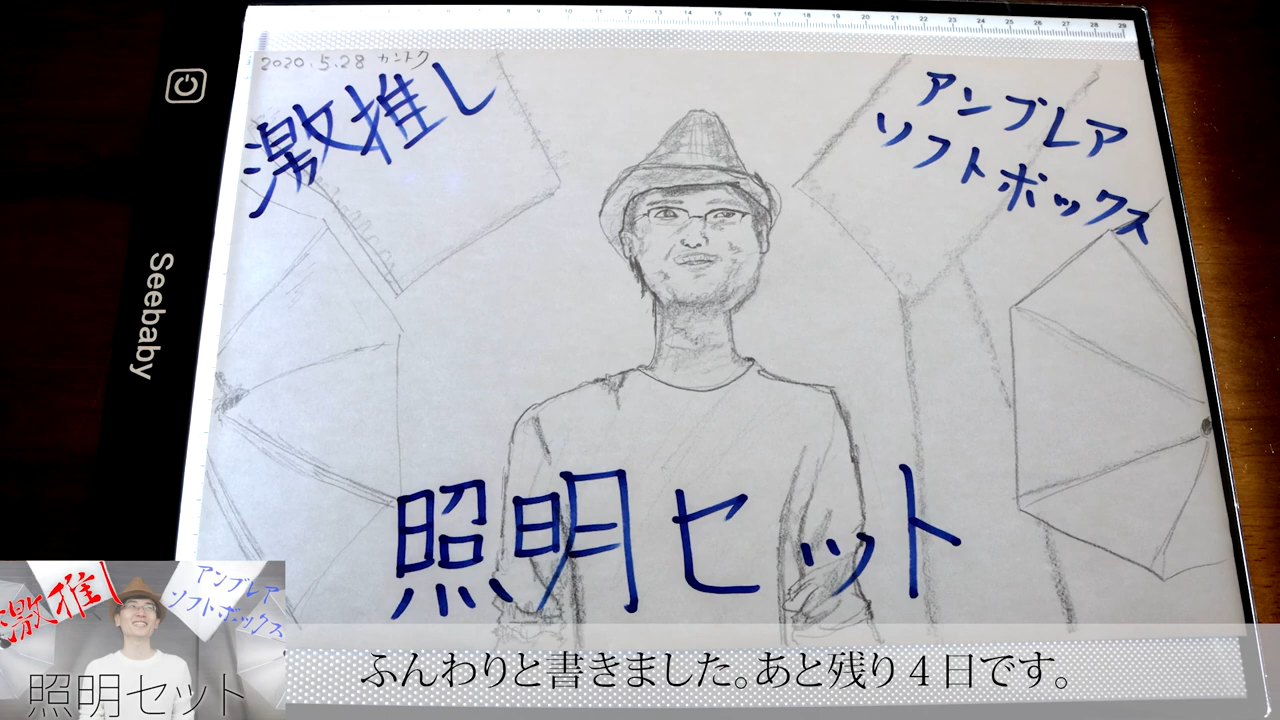 2020.5.28 カントク
激推し
アンブレア
ソフトボックス
照明セット
Seebaby
激推し
アンブレア
ソフトボックス
照明セット
ふんわりと書きました。あと残り4日です。